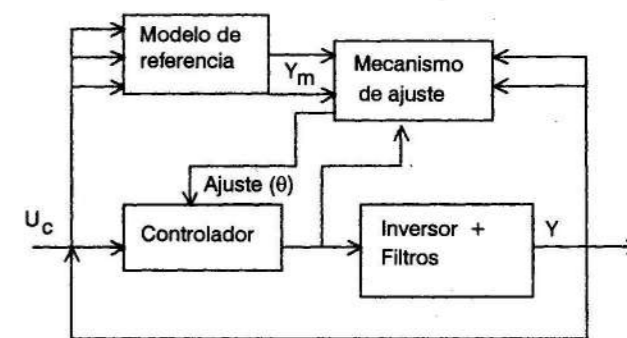 Modelo de
referencia
Ym
Mecanismo
de ajuste
Ajuste (θ)
Uc
Controlador
Inversor +
Filtros
Y